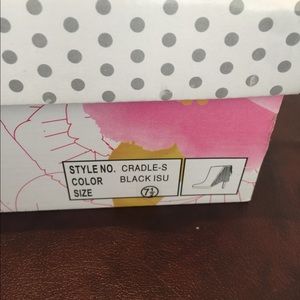 STYLE NO. CRADLE-S
COLOR BLACK ISU
SIZE 7½